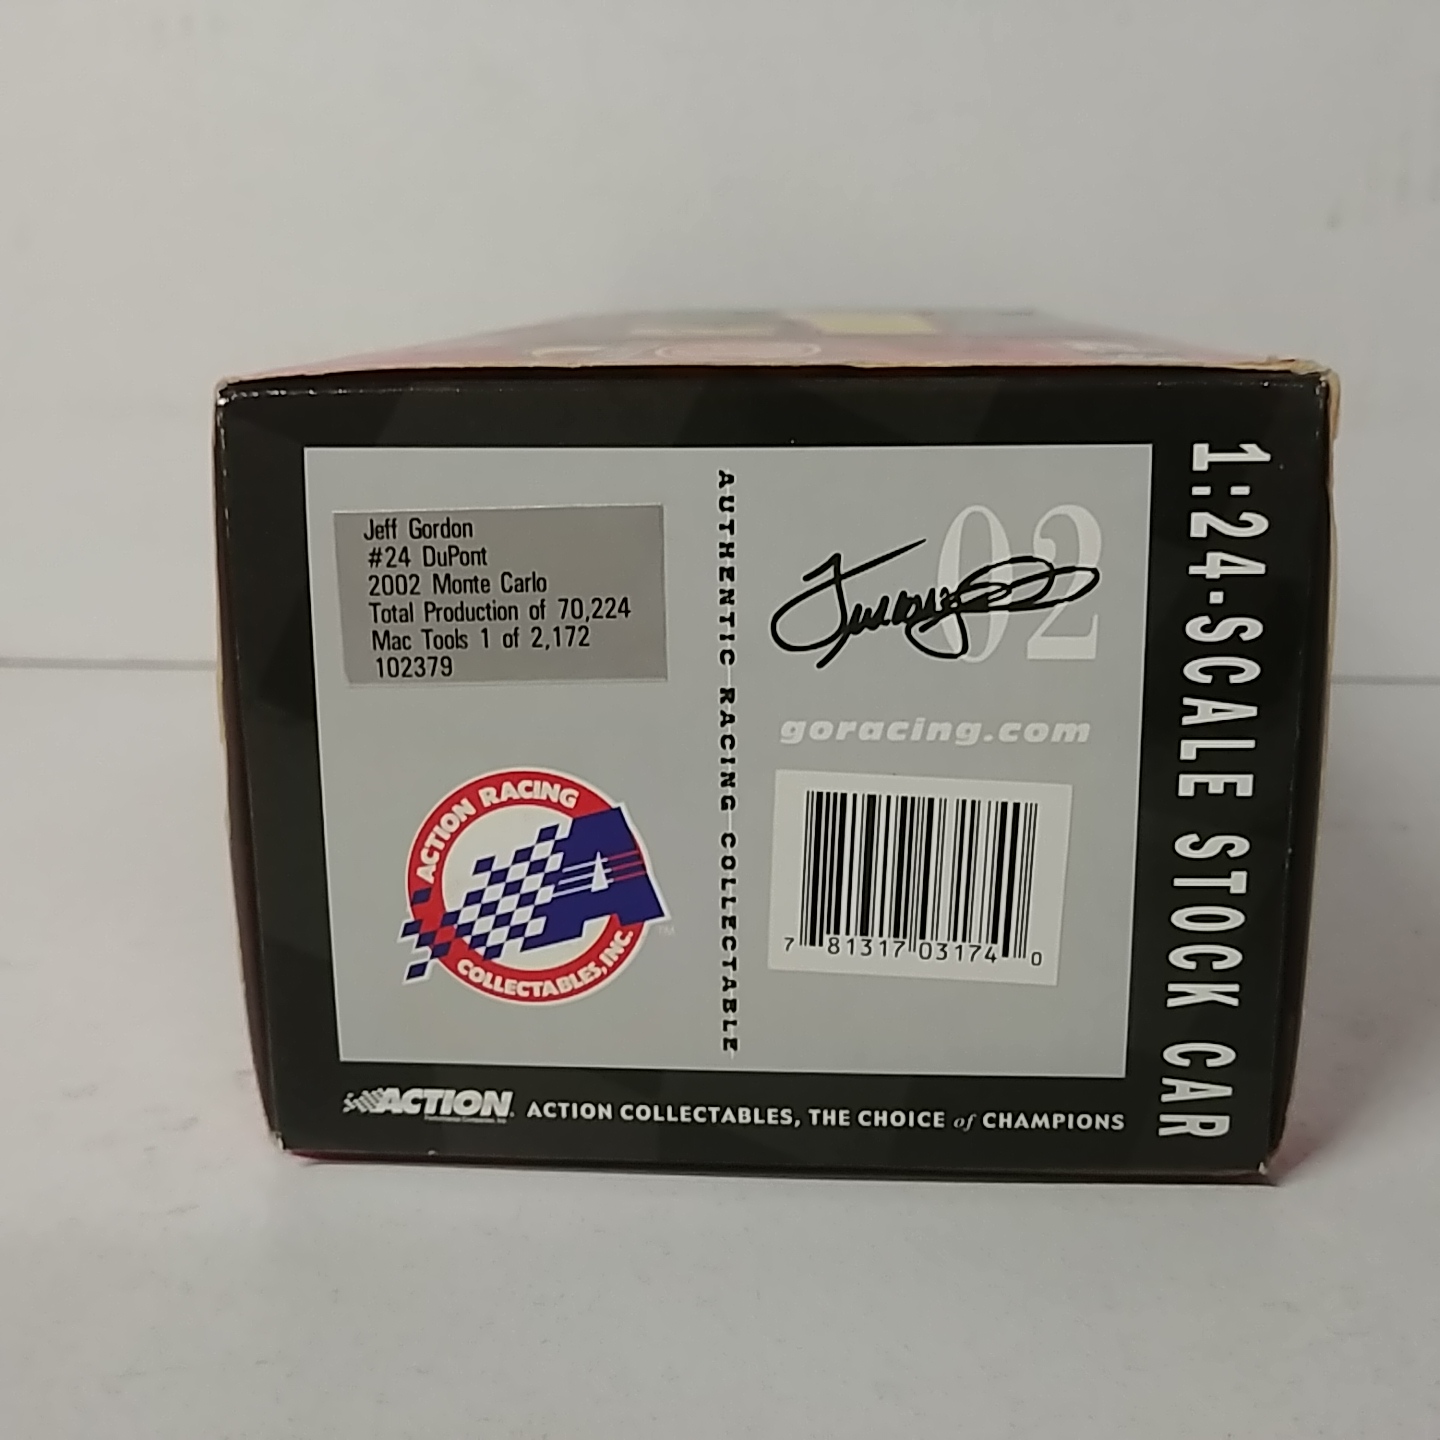 Jeff Gordon
#24 DuPont
2002 Monte Carlo
Total Production of 70,224
Mac Tools 1 of 2,172
102379
ACTION RACING
COLLECTABLES, INC.
TM
AUTHENTIC RACING COLLECTABLE
02
goracing.com
7 81317 03174 0
1:24-SCALE STOCK CAR
ACTION
ACTION COLLECTABLES, THE CHOICE of CHAMPIONS